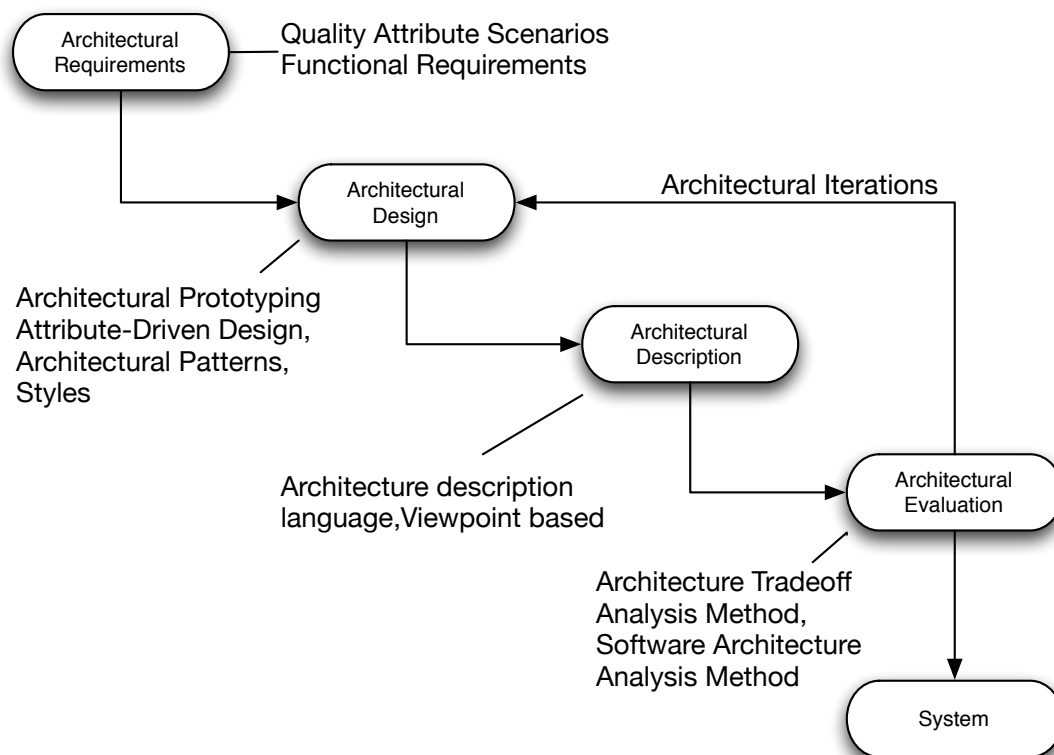 Architectural
Requirements
Quality Attribute Scenarios
Functional Requirements
Architectural
Design
Architectural Iterations
Architectural Prototyping
Attribute-Driven Design,
Architectural Patterns,
Styles
Architectural
Description
Architecture description
language,Viewpoint based
Architectural
Evaluation
Architecture Tradeoff
Analysis Method,
Software Architecture
Analysis Method
System